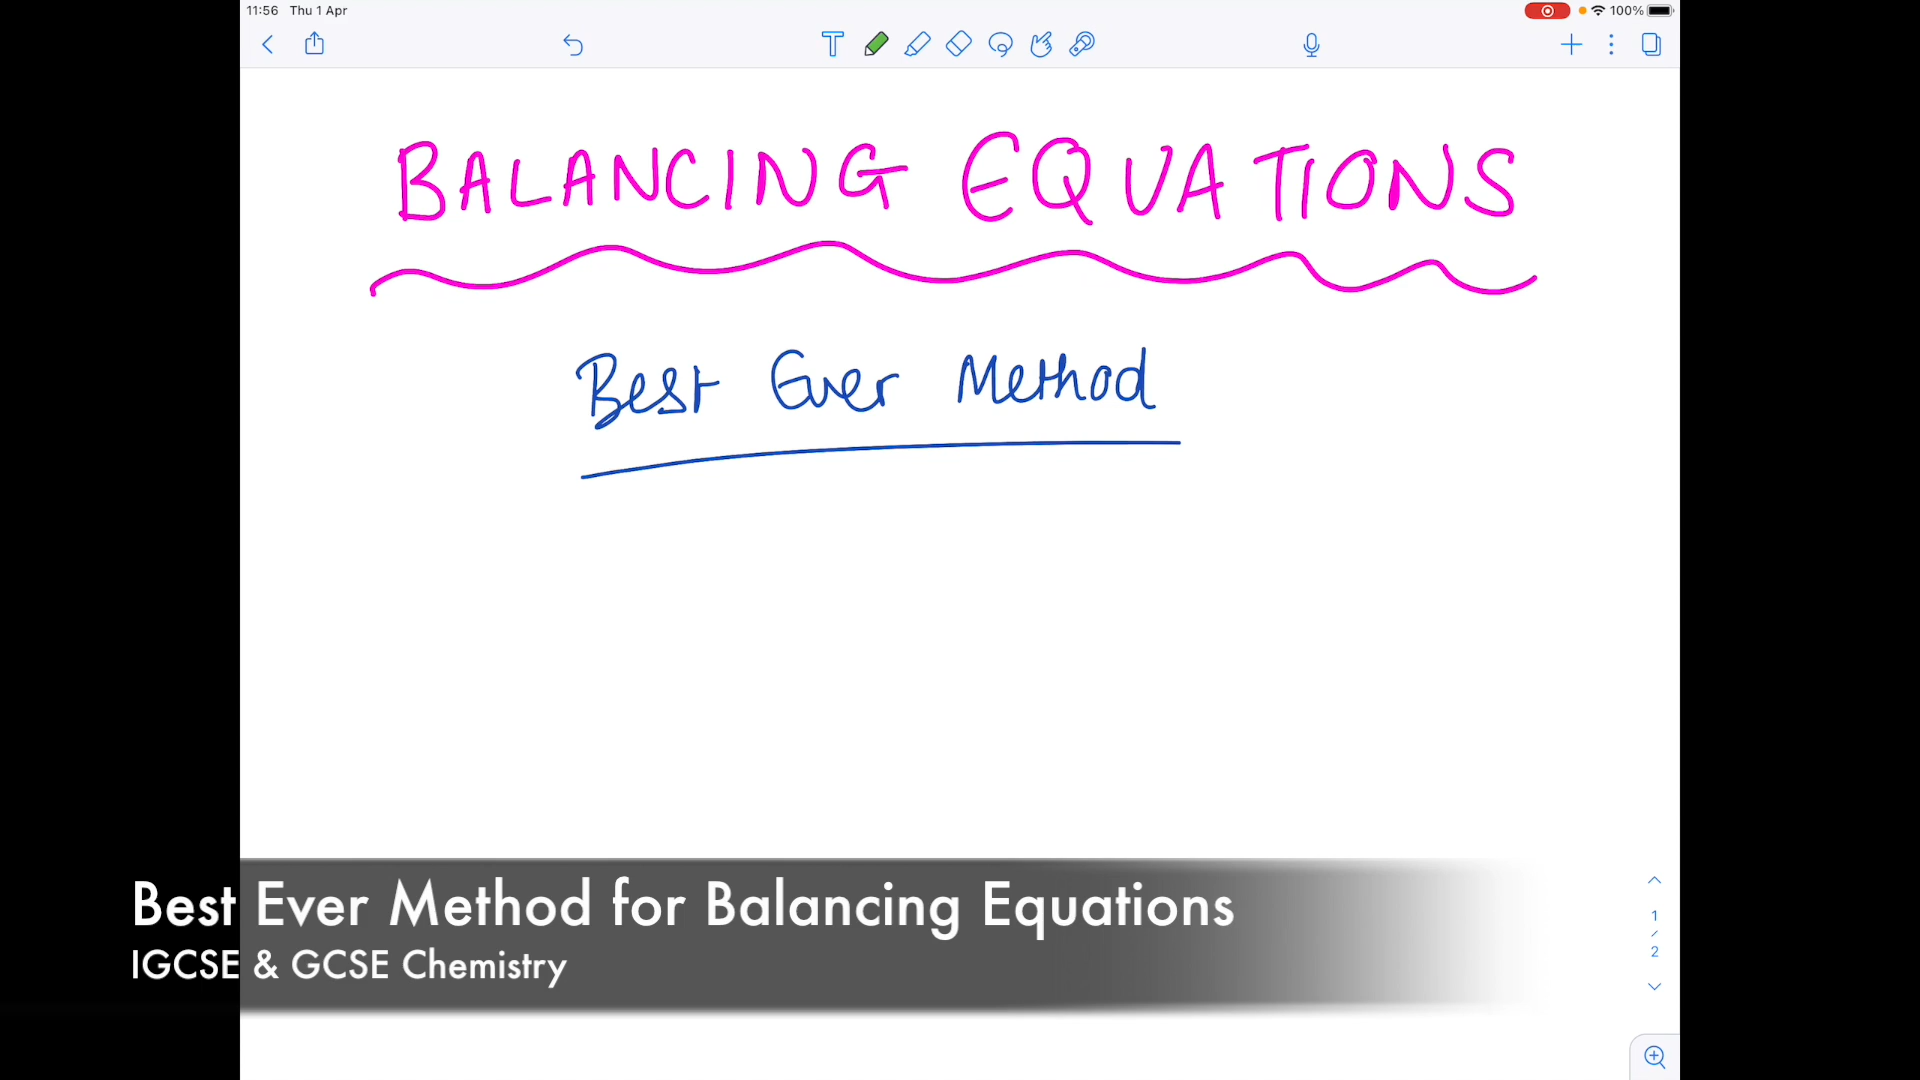 11:56 Thu 1 Apr
100%
T
BALANCING EQUATIONS
Best Ever Method
Best Ever Method for Balancing Equations
IGCSE & GCSE Chemistry
1
/
2